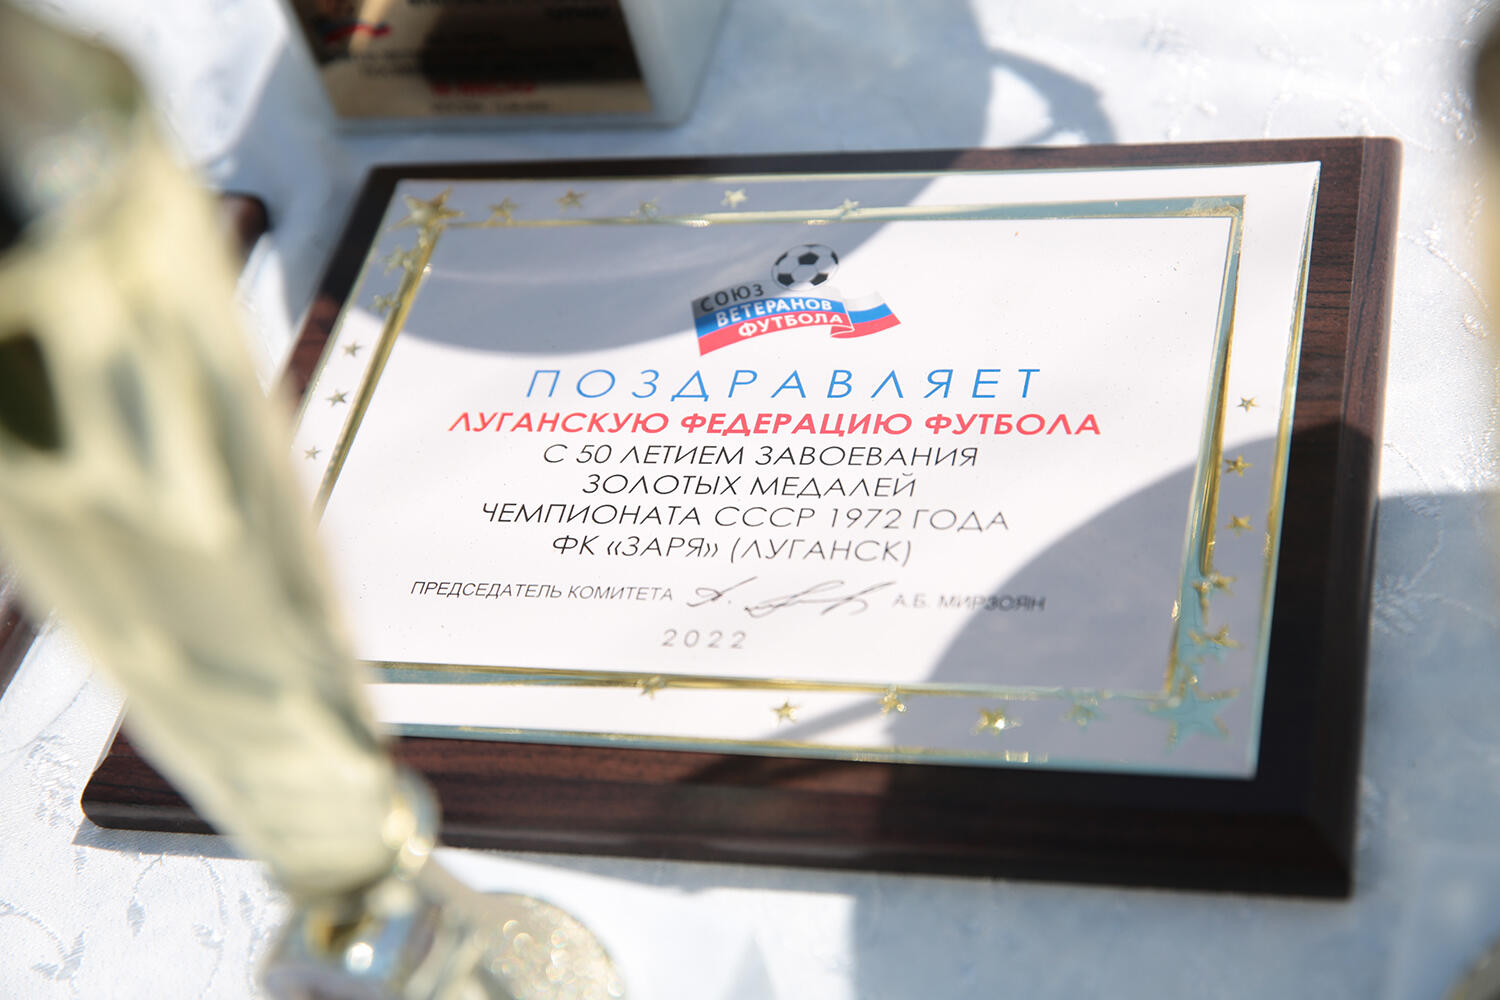 СОЮЗ
ВЕТЕРАНОВ
ФУТБОЛА
ПОЗДРАВЛЯЕТ
ЛУГАНСКУЮ ФЕДЕРАЦИЮ ФУТБОЛА
С 50 ЛЕТИЕМ ЗАВОЕВАНИЯ
ЗОЛОТЫХ МЕДАЛЕЙ
ЧЕМПИОНАТА СССР 1972 ГОДА
ФК «ЗАРЯ» (ЛУГАНСК)
ПРЕДСЕДАТЕЛЬ КОМИТЕТА А.Б. МИРЗОЯН
2022